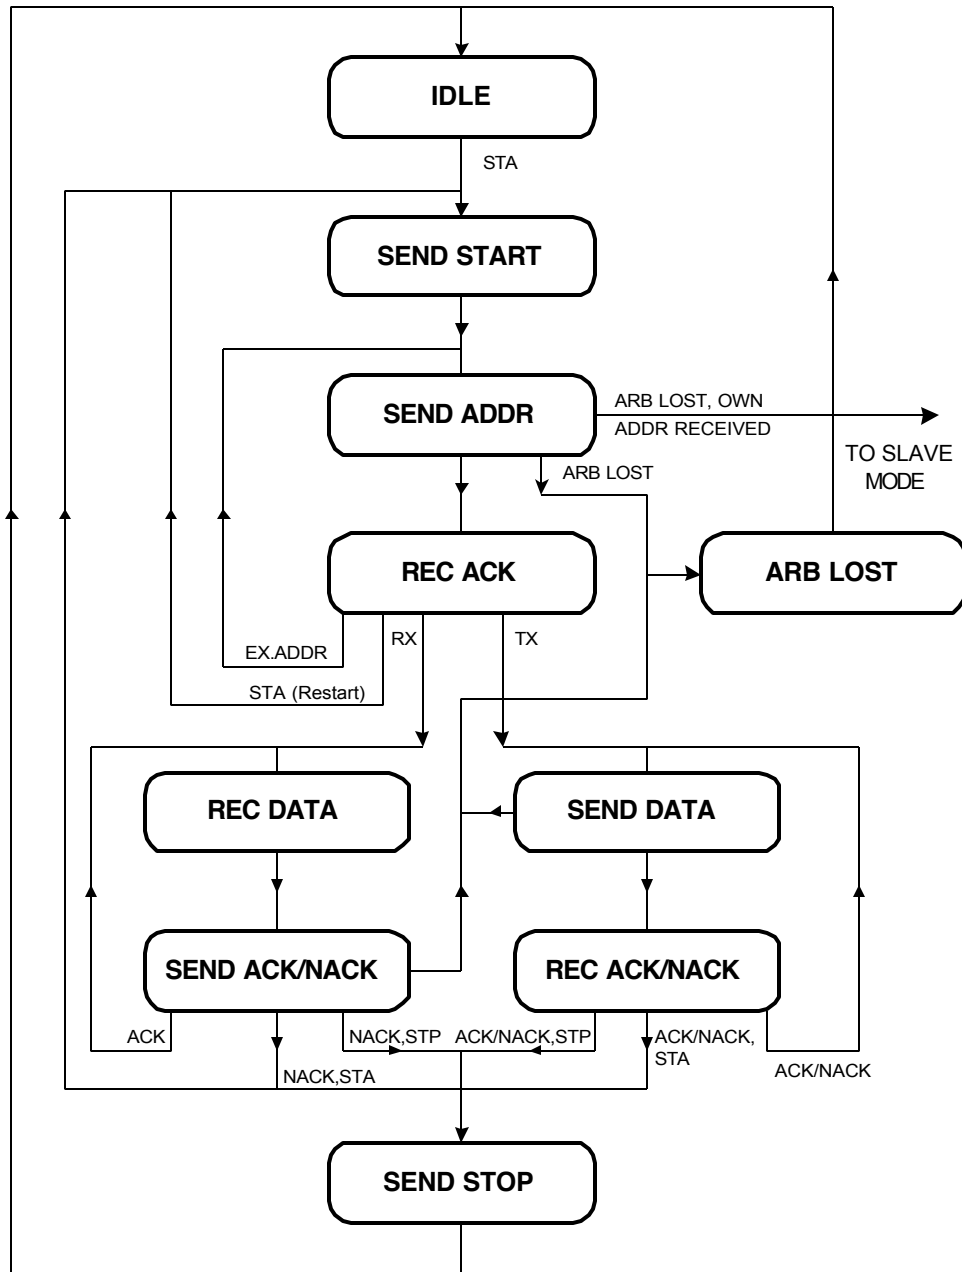 IDLE
STA
SEND START
SEND ADDR
ARB LOST, OWN
ADDR RECEIVED
TO SLAVE
MODE
ARB LOST
REC ACK
ARB LOST
EX.ADDR
RX
TX
STA (Restart)
REC DATA
SEND DATA
SEND ACK/NACK
REC ACK/NACK
ACK
NACK,STP
ACK/NACK,STP
ACK/NACK,
STA
ACK/NACK
NACK,STA
SEND STOP